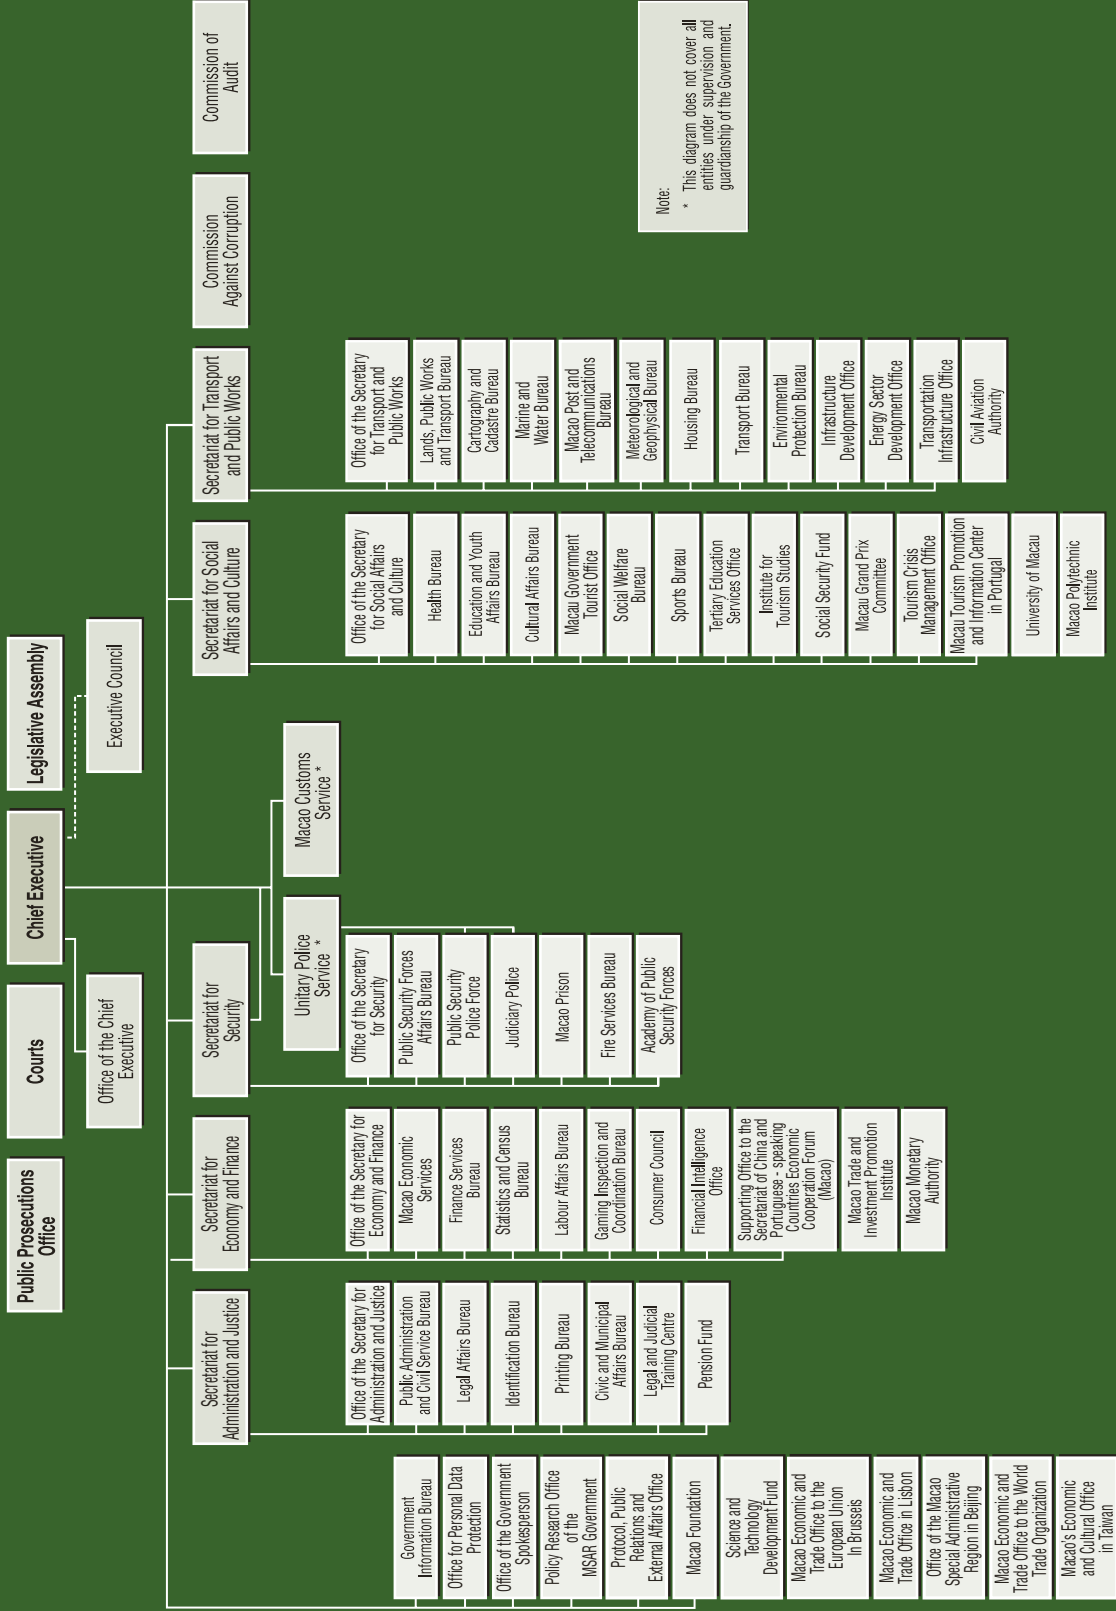 Public Prosecutions
Office
Courts
Chief Executive
Legislative Assembly
Office of the Chief
Executive
Executive Council
Secretariat for
Administration and Justice
Secretariat for
Economy and Finance
Secretariat for
Security
Secretariat for Social
Affairs and Culture
Secretariat for Transport
and Public Works
Commission
Against Corruption
Commission of
Audit
Unitary Police
Service *
Macao Customs
Service *
Government
Information Bureau
Office for Personal Data
Protection
Office of the Government
Spokesperson
Policy Research Office
of the
MSAR Government
Protocol, Public
Relations and
External Affairs Office
Macao Foundation
Science and
Technology
Development Fund
Macao Economic and
Trade Office to the
European Union
In Brusseis
Macao Economic and
Trade Office in Lisbon
Office of the Macao
Special Administrative
Region in Beijing
Macao Economic and
Trade Office to the World
Trade Organization
Macao's Economic
and Cultural Office
in Taiwan
Office of the Secretary for
Administration and Justice
Public Administration
and Civil Service Bureau
Legal Affairs Bureau
Identification Bureau
Printing Bureau
Civic and Municipal
Affairs Bureau
Legal and Judicial
Training Centre
Pension Fund
Office of the Secretary for
Economy and Finance
Macao Economic
Services
Finance Services
Bureau
Statistics and Census
Bureau
Labour Affairs Bureau
Gaming Inspection and
Coordination Bureau
Consumer Council
Financial Intelligence
Office
Supporting Office to the
Secretariat of China and
Portuguese - speaking
Countries Economic
Cooperation Forum
(Macao)
Macao Trade and
Investment Promotion
Institute
Macao Monetary
Authority
Office of the Secretary
for Security
Public Security Forces
Affairs Bureau
Public Security
Police Force
Judiciary Police
Macao Prison
Fire Services Bureau
Academy of Public
Security Forces
Office of the Secretary
for Social Affairs
and Culture
Health Bureau
Education and Youth
Affairs Bureau
Cultural Affairs Bureau
Macau Government
Tourist Office
Social Welfare
Bureau
Sports Bureau
Tertiary Education
Services Office
Institute for
Tourism Studies
Social Security Fund
Macau Grand Prix
Committee
Tourism Crisis
Management Office
Macau Tourism Promotion
and Information Center
in Portugal
University of Macau
Macao Polytechnic
Institute
Office of the Secretary
for Transport and
Public Works
Lands, Public Works
and Transport Bureau
Cartography and
Cadastre Bureau
Marine and
Water Bureau
Macao Post and
Telecommunications
Bureau
Meteorological and
Geophysical Bureau
Housing Bureau
Transport Bureau
Environmental
Protection Bureau
Infrastructure
Development Office
Energy Sector
Development Office
Transportation
Infrastructure Office
Civil Aviation
Authority
Note:
* This diagram does not cover all
entities under supervision and
guardianship of the Government.